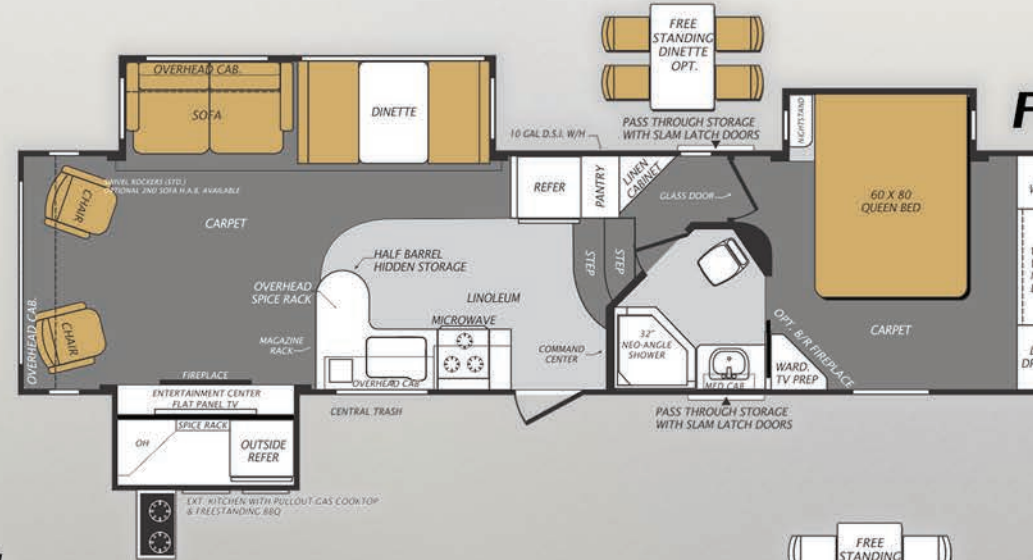 FREE
STANDING
DINETTE
OPT.
OVERHEAD CAB.
SOFA
DINETTE
PASS THROUGH STORAGE
WITH SLAM LATCH DOORS
10 GAL D.S.I. W/H
NIGHTSTAND
F
SWIVEL ROCKERS (STD.)
OPTIONAL 2ND SOFA H.A.B. AVAILABLE
CHAIR
CARPET
REFER
PANTRY
LINEN
CABINET
GLASS DOOR
60 X 80
QUEEN BED
HALF BARREL
HIDDEN STORAGE
STEP
STEP
OVERHEAD
SPICE RACK
LINOLEUM
MICROWAVE
OVERHEAD CAB.
CHAIR
MAGAZINE
RACK
COMMAND
CENTER
32"
NEO-ANGLE
SHOWER
OPT. B/R FIREPLACE
CARPET
FIREPLACE
OVERHEAD CAB
MED CAB
WARD.
TV PREP
ENTERTAINMENT CENTER
FLAT PANEL TV
CENTRAL TRASH
PASS THROUGH STORAGE
WITH SLAM LATCH DOORS
SPICE RACK
OH
OUTSIDE
REFER
EXT. KITCHEN WITH PULLOUT GAS COOKTOP
& FREESTANDING BBQ
FREE
STANDING